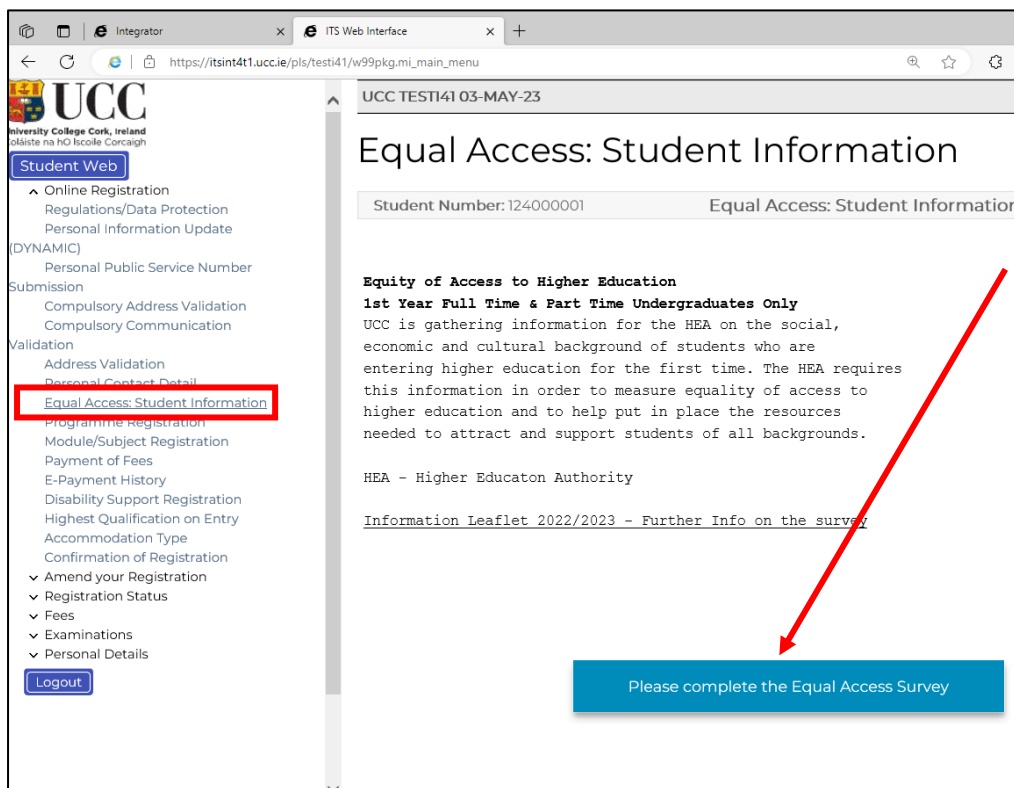 Integrator
ITS Web Interface
https://itsint4t1.ucc.ie/pls/testi41/w99pkg.mi_main_menu
UCC
niversity College Cork, Ireland
oláiste na hO llscoile Corcaigh
Student Web
Online Registration
Regulations/Data Protection
Personal Information Update
(DYNAMIC)
Personal Public Service Number
Submission
Compulsory Address Validation
Compulsory Communication
Validation
Address Validation
Personal Contact Detail
Equal Access: Student Information
Programme Registration
Module/Subject Registration
Payment of Fees
E-Payment History
Disability Support Registration
Highest Qualification on Entry
Accommodation Type
Confirmation of Registration
Amend your Registration
Registration Status
Fees
Examinations
Personal Details
Logout
UCC TESTI41 03-MAY-23
Equal Access: Student Information
Student Number: 124000001 Equal Access: Student Information
Equity of Access to Higher Education
1st Year Full Time & Part Time Undergraduates Only
UCC is gathering information for the HEA on the social,
economic and cultural background of students who are
entering higher education for the first time. The HEA requires
this information in order to measure equality of access to
higher education and to help put in place the resources
needed to attract and support students of all backgrounds.
HEA - Higher Educaton Authority
Information Leaflet 2022/2023 - Further Info on the survey
Please complete the Equal Access Survey